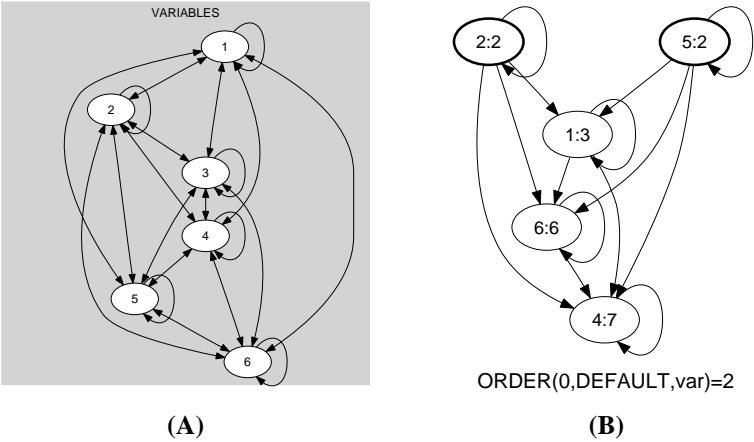 VARIABLES
1
2
3
4
5
6
(A)
2:2
5:2
1:3
6:6
4:7
ORDER(0,DEFAULT,var)=2
(B)